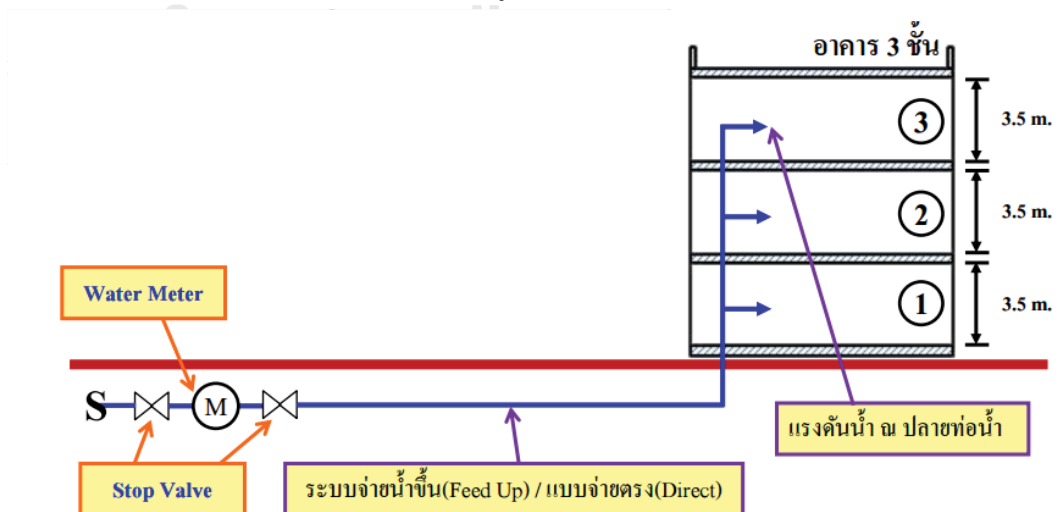 อาคาร 3 ชั้น
3
3.5 m.
2
3.5 m.
1
3.5 m.
Water Meter
S
M
แรงดันน้ำ ณ ปลายท่อน้ำ
Stop Valve
ระบบจ่ายน้ำขึ้น(Feed Up) / แบบจ่ายตรง(Direct)